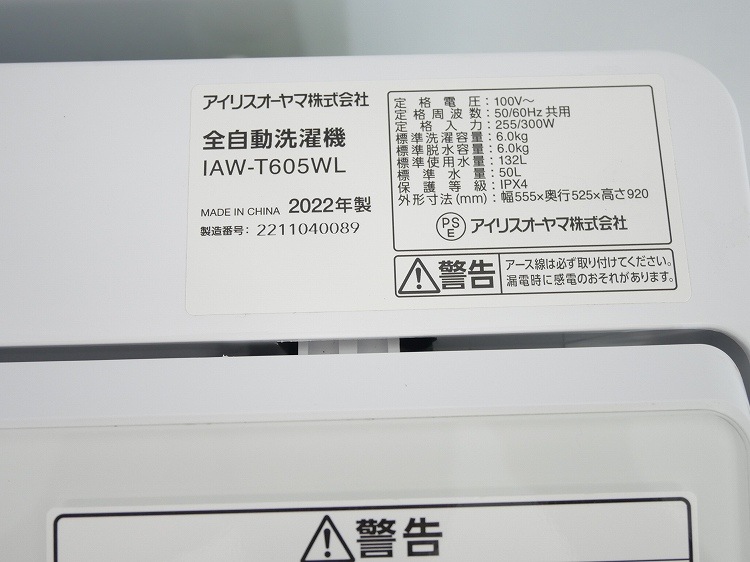 アイリスオーヤマ株式会社
全自動洗濯機
IAW-T605WL
MADE IN CHINA 2022年製
製造番号: 2211040089
定格電圧: 100V～
定格周波数: 50/60Hz 共用
定格入力: 255/300W
標準洗濯容量: 6.0kg
標準脱水容量: 6.0kg
標準使用水量: 132L
標準水量: 50L
保護等級: IPX4
外形寸法(mm): 幅555×奥行525×高さ920
PS
E
アイリスオーヤマ株式会社
警告
アース線は必ず取り付けてください。
漏電時に感電のおそれがあります。
警告